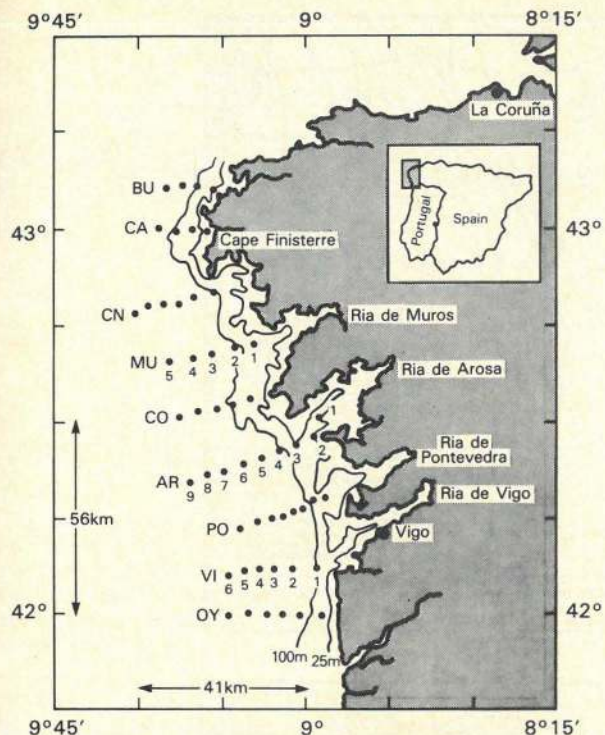 9°45′ 9° 8°15′
La Coruña
BU
Portugal
Spain
43° 43°
CA
Cape Finisterre
CN
Ria de Muros
MU
5 4 3 2 1
Ria de Arosa
CO
1
2
3
4
5
6
7
8
9
AR
Ria de
Pontevedra
Ria de Vigo
56km
PO
Vigo
VI
6 5 4 3 2 1
42° 42°
OY
100m 25m
41km
9°45′ 9° 8°15′